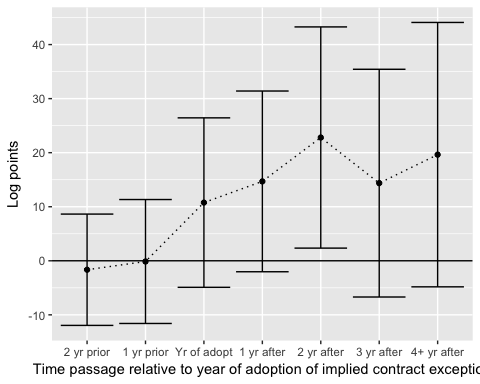 Log points
40
30
20
10
0
-10
2 yr prior 1 yr prior Yr of adopt 1 yr after 2 yr after 3 yr after 4+ yr after
Time passage relative to year of adoption of implied contract exceptio